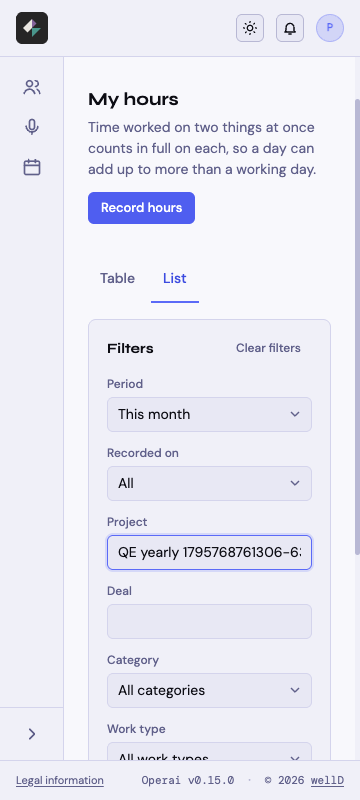 P
My hours
Time worked on two things at once
counts in full on each, so a day can
add up to more than a working day.
Record hours
Table List
Filters Clear filters
Period
This month
Recorded on
All
Project
QE yearly 1795768761306-63
Deal
Category
All categories
Work type
All work types
Legal information Operai v0.15.0 · © 2026 wellD